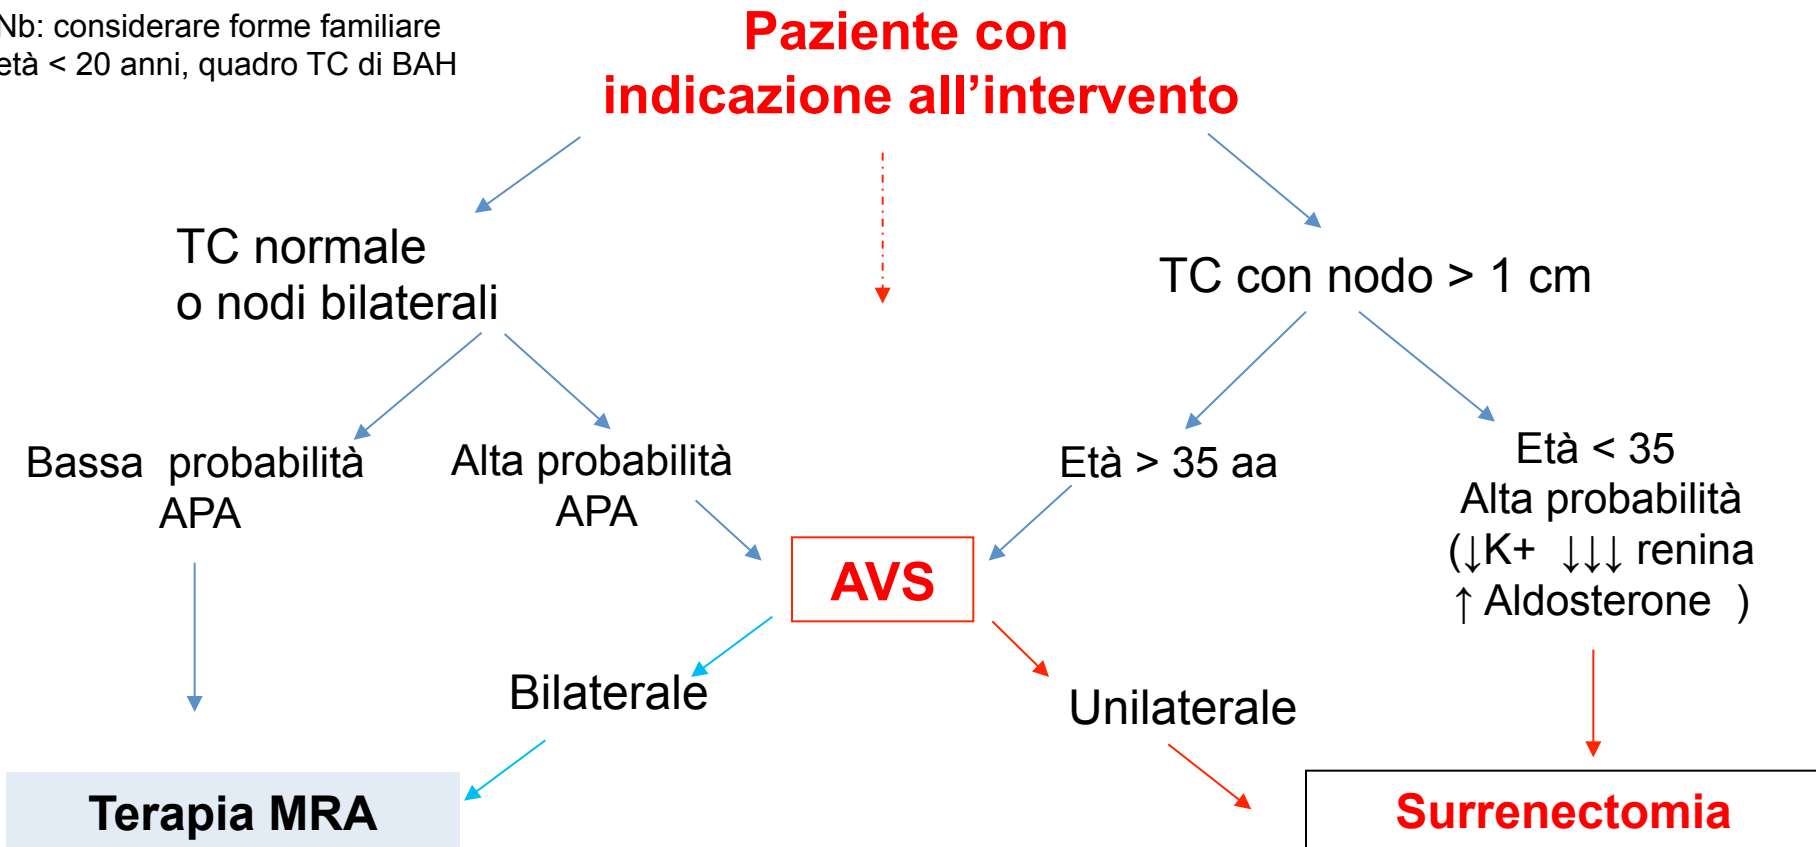 Nb: considerare forme familiare
età < 20 anni, quadro TC di BAH
Paziente con
indicazione all’intervento
TC normale
o nodi bilaterali
TC con nodo > 1 cm
Bassa probabilità
APA
Alta probabilità
APA
Età > 35 aa
Età < 35
Alta probabilità
(↓K+ ↓↓↓ renina
↑ Aldosterone )
AVS
Bilaterale
Unilaterale
Terapia MRA
Surrenectomia